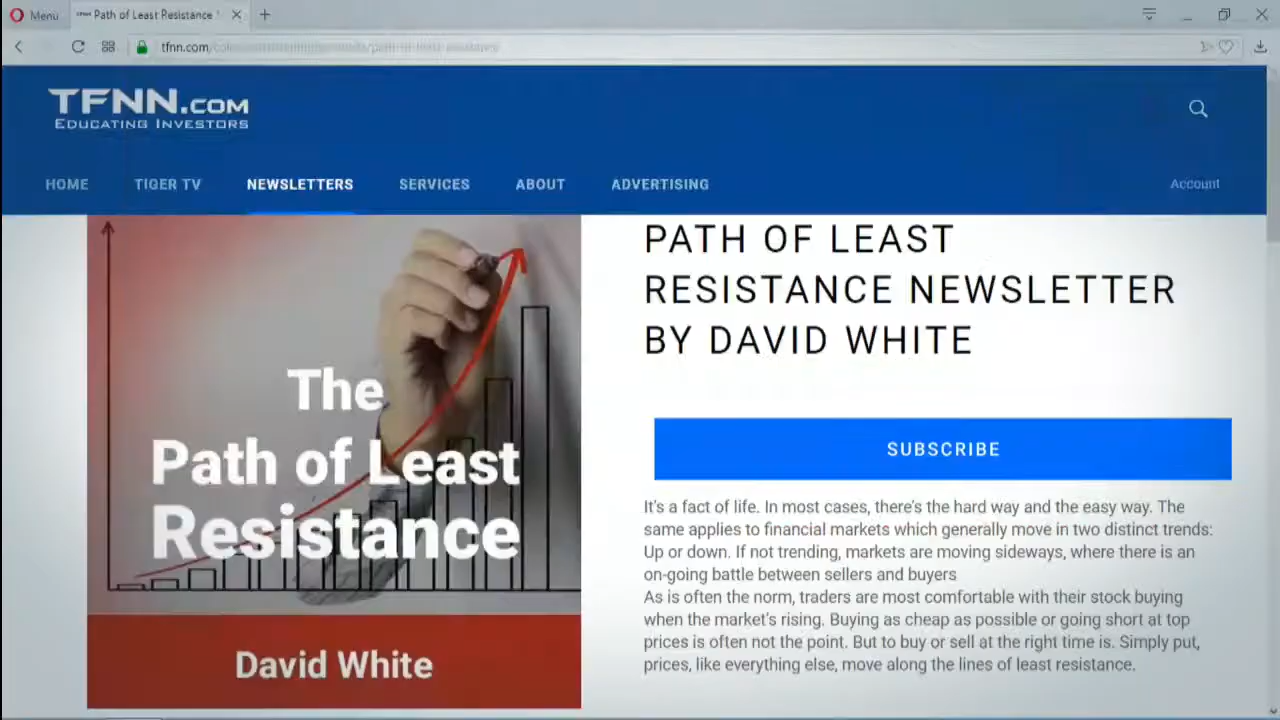 Menu
Path of Least Resistance
tfnn.com/
TFNN.COM
EDUCATING INVESTORS
HOME
TIGER TV
NEWSLETTERS
SERVICES
ABOUT
ADVERTISING
Account
The
Path of Least
Resistance
David White
PATH OF LEAST
RESISTANCE NEWSLETTER
BY DAVID WHITE
SUBSCRIBE
It's a fact of life. In most cases, there's the hard way and the easy way. The
same applies to financial markets which generally move in two distinct trends:
Up or down. If not trending, markets are moving sideways, where there is an
on-going battle between sellers and buyers
As is often the norm, traders are most comfortable with their stock buying
when the market's rising. Buying as cheap as possible or going short at top
prices is often not the point. But to buy or sell at the right time is. Simply put,
prices, like everything else, move along the lines of least resistance.